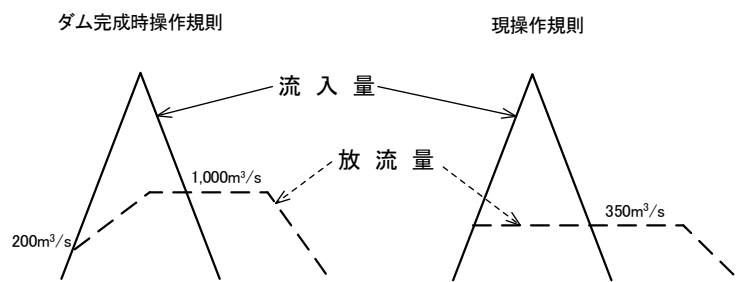 ダム完成時操作規則
現操作規則
流 入 量
放 流 量
1,000m³/s
350m³/s
200m³/s